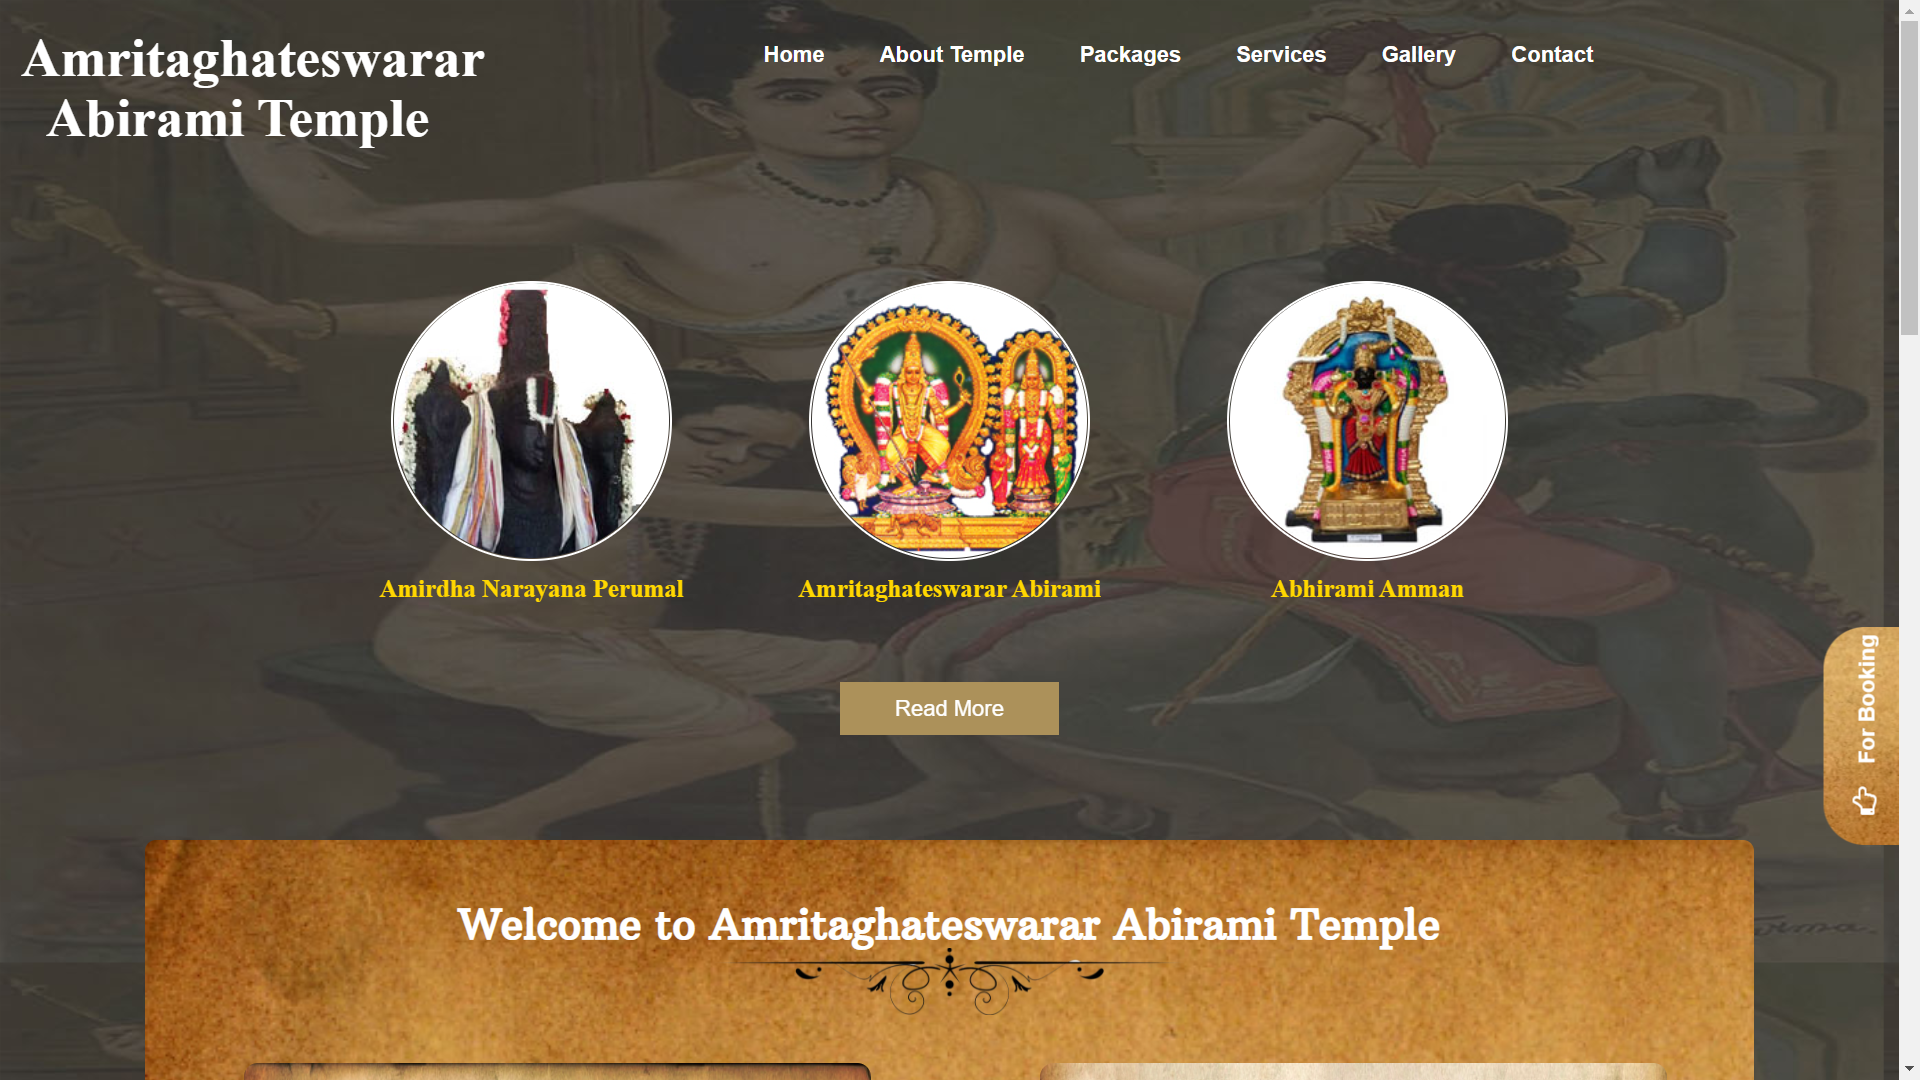 Amritaghateswarar
Abirami Temple
Home
About Temple
Packages
Services
Gallery
Contact
Amirdha Narayana Perumal
Amritaghateswarar Abirami
Abhirami Amman
Read More
For Booking
Welcome to Amritaghateswarar Abirami Temple